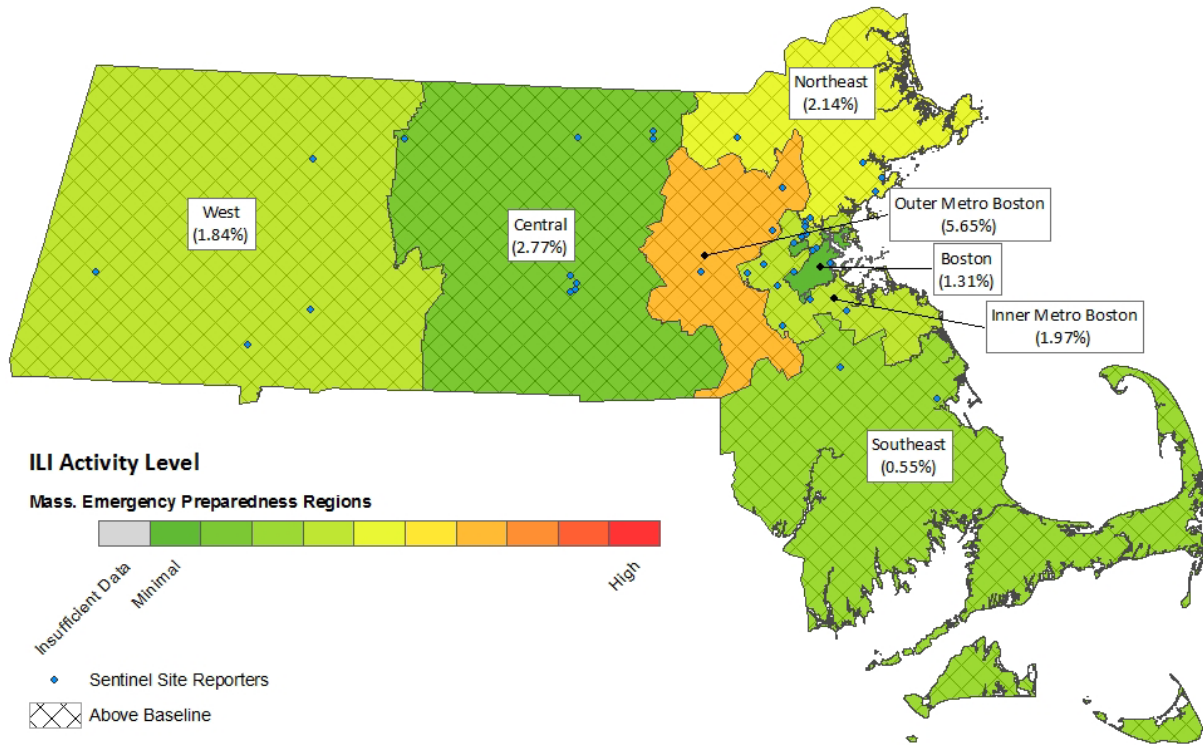 Northeast
(2.14%)
West
(1.84%)
Central
(2.77%)
Outer Metro Boston
(5.65%)
Boston
(1.31%)
Inner Metro Boston
(1.97%)
Southeast
(0.55%)
ILI Activity Level
Mass. Emergency Preparedness Regions
Insufficient Data
Minimal
High
Sentinel Site Reporters
Above Baseline